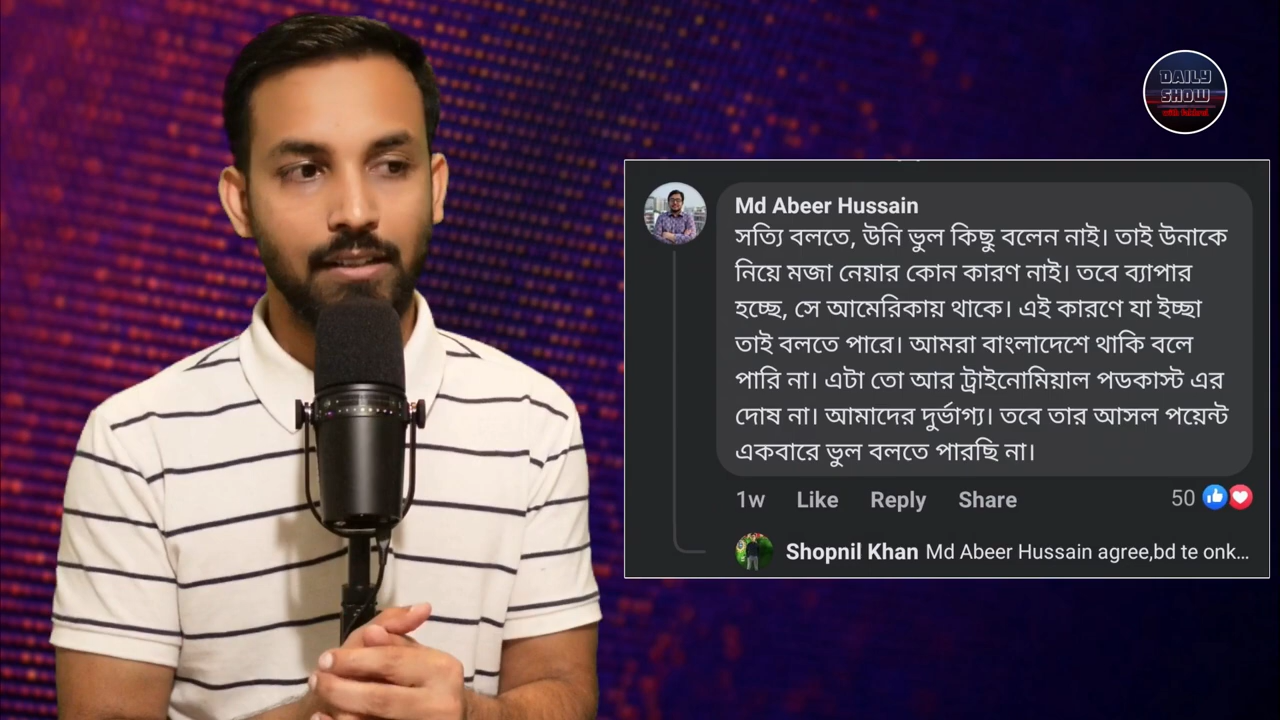 DAILY
SHOW
Md Abeer Hussain
সত্যি বলতে, উনি ভুল কিছু বলেন নাই। তাই উনাকে
নিয়ে মজা নেয়ার কোন কারণ নাই। তবে ব্যাপার
হচ্ছে, সে আমেরিকায় থাকে। এই কারণে যা ইচ্ছা
তাই বলতে পারে। আমরা বাংলাদেশে থাকি বলে
পারি না। এটা তো আর ট্রাইনোমিয়াল পডকাস্ট এর
দোষ না। আমাদের দুর্ভাগ্য। তবে তার আসল পয়েন্ট
একবারে ভুল বলতে পারছি না।
1w Like Reply Share 50
Shopnil Khan Md Abeer Hussain agree,bd te onk...